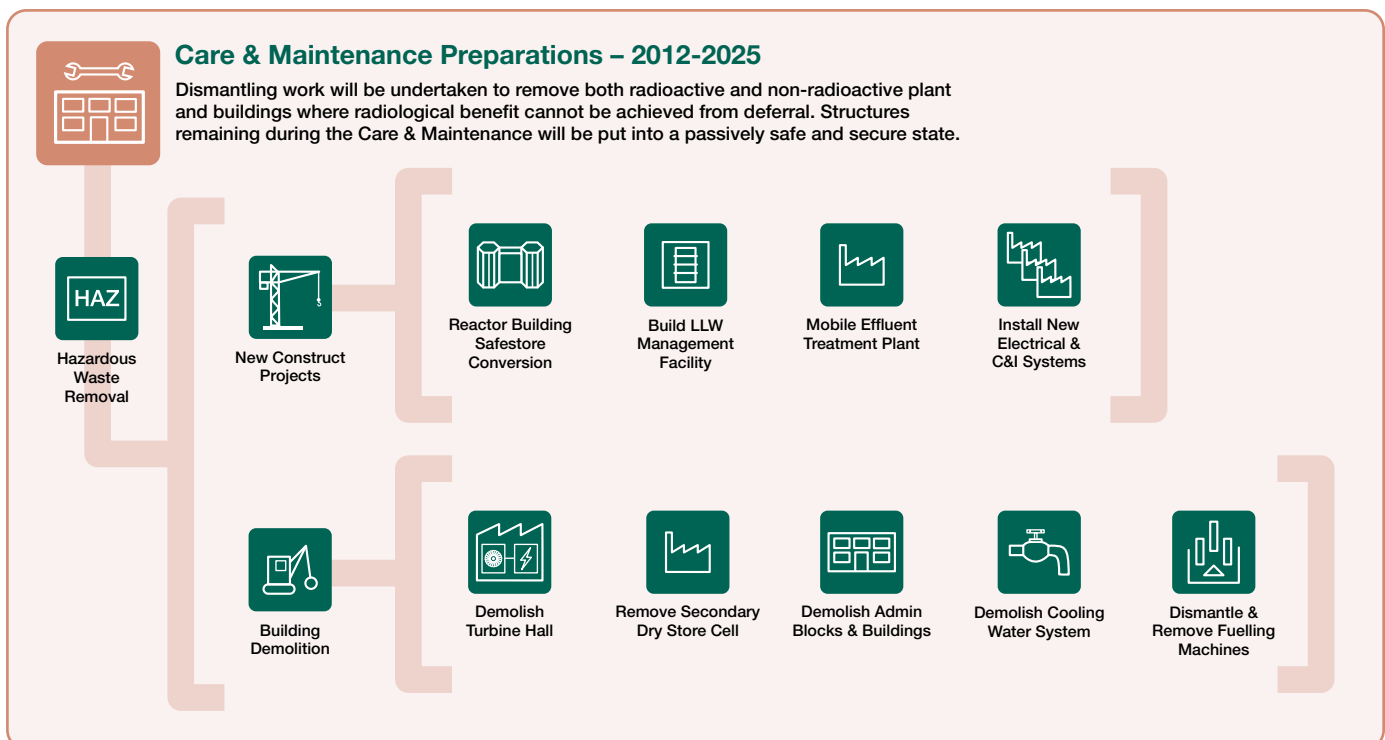 Care & Maintenance Preparations – 2012-2025
Dismantling work will be undertaken to remove both radioactive and non-radioactive plant
and buildings where radiological benefit cannot be achieved from deferral. Structures
remaining during the Care & Maintenance will be put into a passively safe and secure state.
HAZ
Hazardous
Waste
Removal
New Construct
Projects
Reactor Building
Safestore
Conversion
Build LLW
Management
Facility
Mobile Effluent
Treatment Plant
Install New
Electrical &
C&I Systems
Building
Demolition
Demolish
Turbine Hall
Remove Secondary
Dry Store Cell
Demolish Admin
Blocks & Buildings
Demolish Cooling
Water System
Dismantle &
Remove Fuelling
Machines